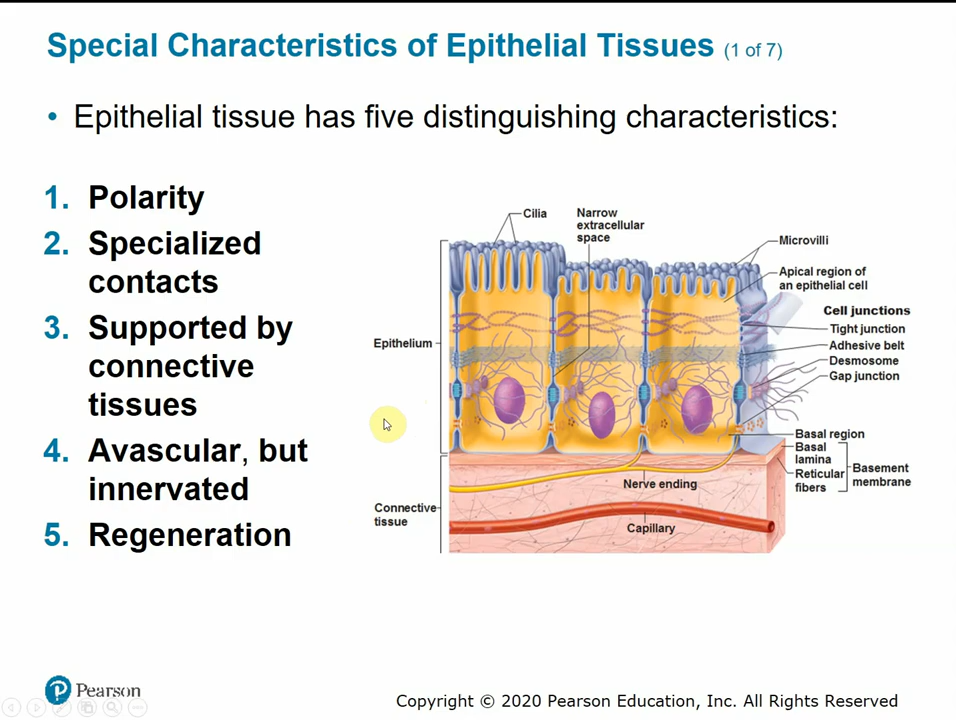 Special Characteristics of Epithelial Tissues (1 of 7)
• Epithelial tissue has five distinguishing characteristics:
1. Polarity
2. Specialized
contacts
3. Supported by
connective
tissues
4. Avascular, but
innervated
5. Regeneration
Cilia
Narrow
extracellular
space
Microvilli
Apical region of
an epithelial cell
Cell junctions
Tight junction
Adhesive belt
Desmosome
Gap junction
Epithelium
Basal region
Basal
lamina
Reticular
fibers
Basement
membrane
Nerve ending
Connective
tissue
Capillary
P Pearson
Copyright © 2020 Pearson Education, Inc. All Rights Reserved